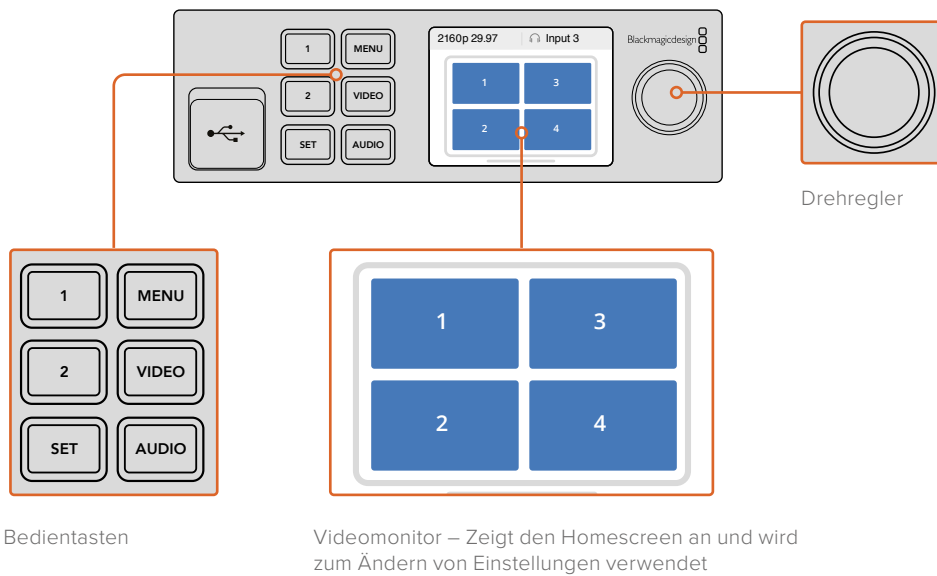 1 MENU
2 VIDEO
SET AUDIO
2160p 29.97 Input 3
1 3
2 4
Blackmagicdesign
Drehregler
1 MENU
2 VIDEO
SET AUDIO
1 3
2 4
Bedientasten
Videomonitor – Zeigt den Homescreen an und wird
zum Ändern von Einstellungen verwendet